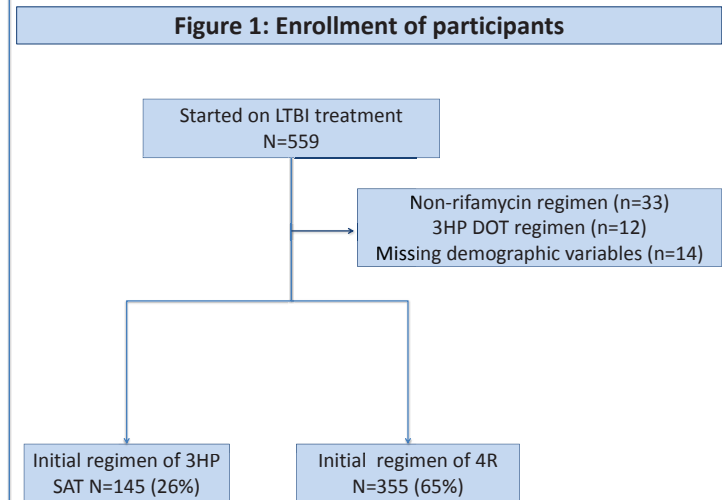 Figure 1: Enrollment of participants
Started on LTBI treatment
N=559
Non-rifamycin regimen (n=33)
3HP DOT regimen (n=12)
Missing demographic variables (n=14)
Initial regimen of 3HP
SAT N=145 (26%)
Initial regimen of 4R
N=355 (65%)